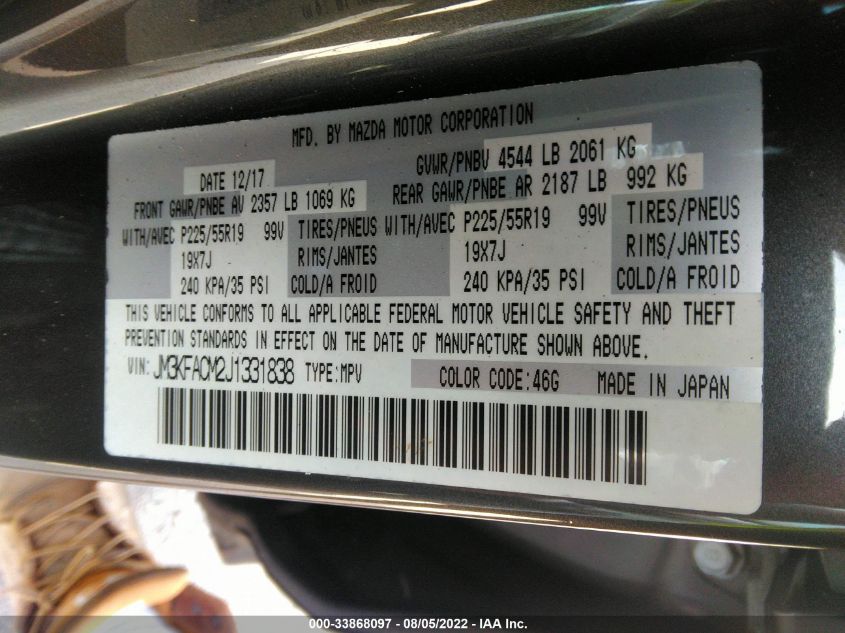 MFD. BY MAZDA MOTOR CORPORATION
DATE 12/17 GVWR/PNBV 4544 LB 2061 KG
FRONT GAWR/PNBE AV 2357 LB 1069 KG REAR GAWR/PNBE AR 2187 LB 992 KG
WITH/AVEC P225/55R19 99V TIRES/PNEUS WITH/AVEC P225/55R19 99V TIRES/PNEUS
19X7J RIMS/JANTES 19X7J RIMS/JANTES
240 KPA/35 PSI COLD/A FROID 240 KPA/35 PSI COLD/A FROID
THIS VEHICLE CONFORMS TO ALL APPLICABLE FEDERAL MOTOR VEHICLE SAFETY AND THEFT
PREVENTION STANDARDS IN EFFECT ON THE DATE OF MANUFACTURE SHOWN ABOVE.
VIN: JM3KFACM2J1331838 TYPE:MPV COLOR CODE:46G MADE IN JAPAN
000-33868097 - 08/05/2022 - IAA Inc.